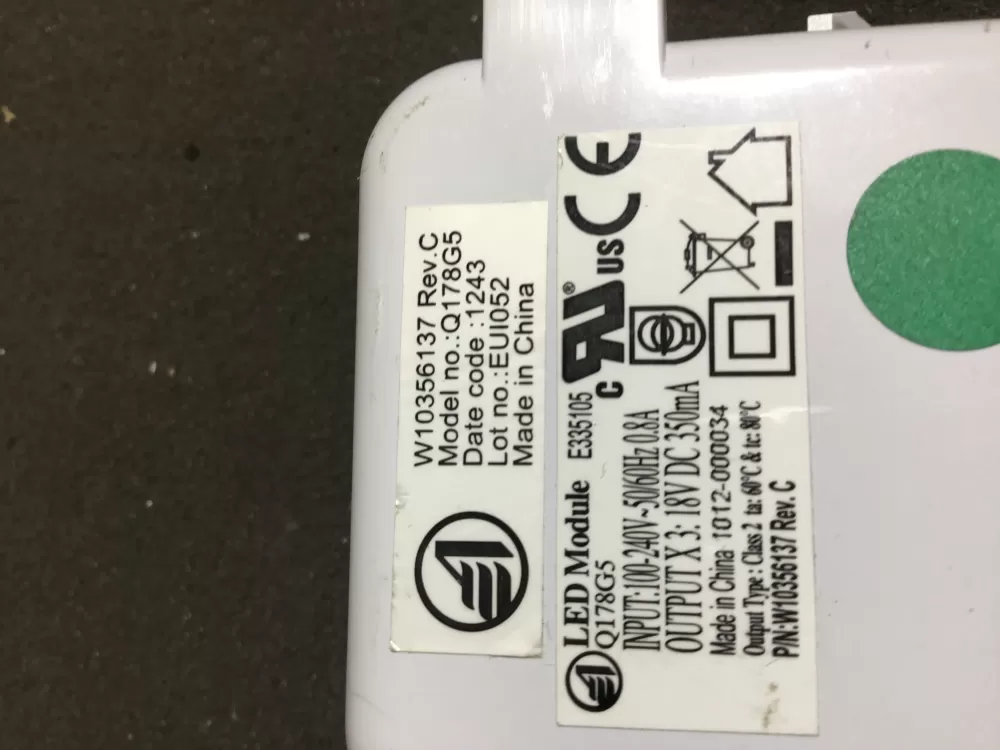 W10356137 Rev.C
Model no.:Q178G5
Date code :1243
Lot no.:EUI052
Made in China
LED Module E335105
Q178G5
INPUT:100-240V~50/60Hz 0.8A
OUTPUT X 3: 18V DC 350mA
Made in China 1012-000034
Output Type : Class 2 ta: 60°C & tc: 80°C
P/N:W10356137 Rev. C
c RU® us CE